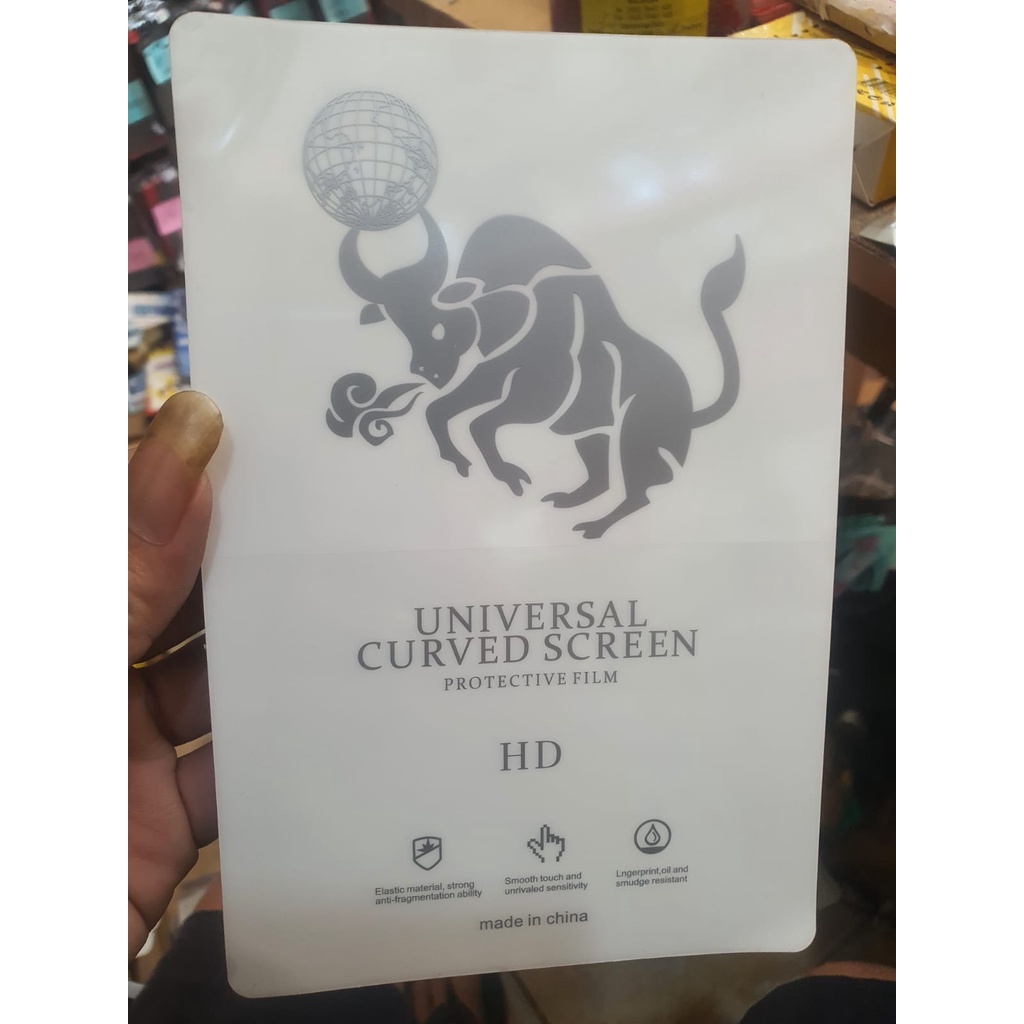 UNIVERSAL
CURVED SCREEN
PROTECTIVE FILM
HD
Elastic material, strong
anti-fragmentation ability
Smooth touch and
unrivaled sensitivity
Lngerprint,oil and
smudge resistant
made in china